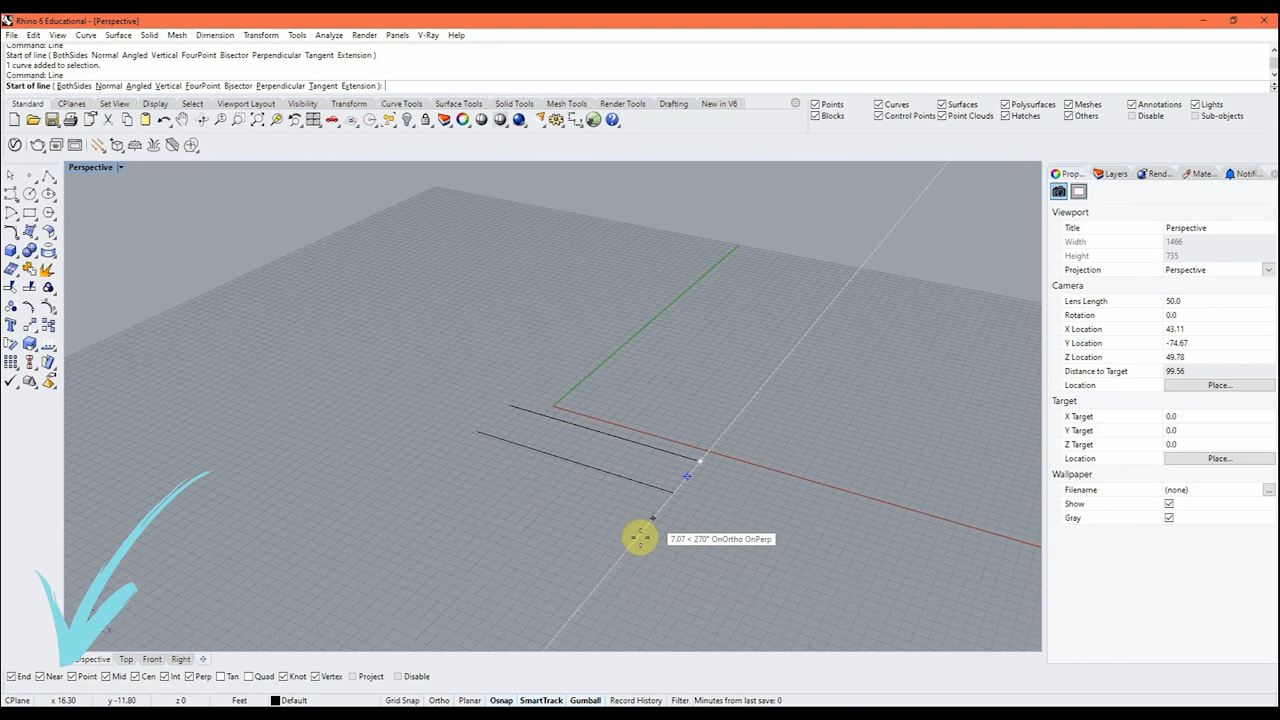 Rhino 6 Educational - [Perspective]
File Edit View Curve Surface Solid Mesh Dimension Transform Tools Analyze Render Panels V-Ray Help
Command: Line
Start of line ( BothSides Normal Angled Vertical FourPoint Bisector Perpendicular Tangent Extension )
1 curve added to selection.
Command: Line
Start of line ( BothSides Normal Angled Vertical FourPoint Bisector Perpendicular Tangent Extension ):
Standard CPlanes Set View Display Select Viewport Layout Visibility Transform Curve Tools Surface Tools Solid Tools Mesh Tools Render Tools Drafting New in V6
Points Curves Surfaces Polysurfaces Meshes Annotations Lights
Blocks Control Points Point Clouds Hatches Others Disable Sub-objects
Perspective
Prop... Layers Rend... Mate... Notifi...
Viewport
Title Perspective
Width 1466
Height 735
Projection Perspective
Camera
Lens Length 50.0
Rotation 0.0
X Location 43.11
Y Location -74.67
Z Location 49.78
Distance to Target 99.56
Location Place...
Target
X Target 0.0
Y Target 0.0
Z Target 0.0
Location Place...
Wallpaper
Filename (none) ...
Show
Gray
7.07 < 270° OnOrtho OnPerp
erspective Top Front Right
End Near Point Mid Cen Int Perp Tan Quad Knot Vertex Project Disable
CPlane x 16.30 y -11.80 z 0 Feet Default Grid Snap Ortho Planar Osnap SmartTrack Gumball Record History Filter Minutes from last save: 0